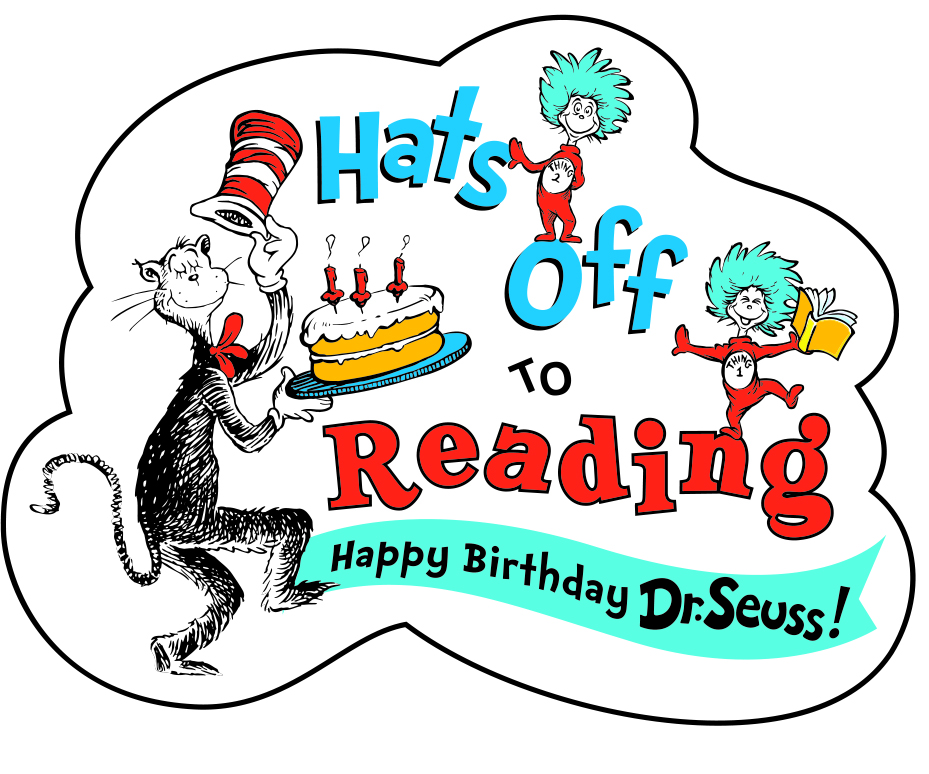 Hats
THING
2
Off
THING
1
TO
Reading
Happy Birthday Dr. Seuss!